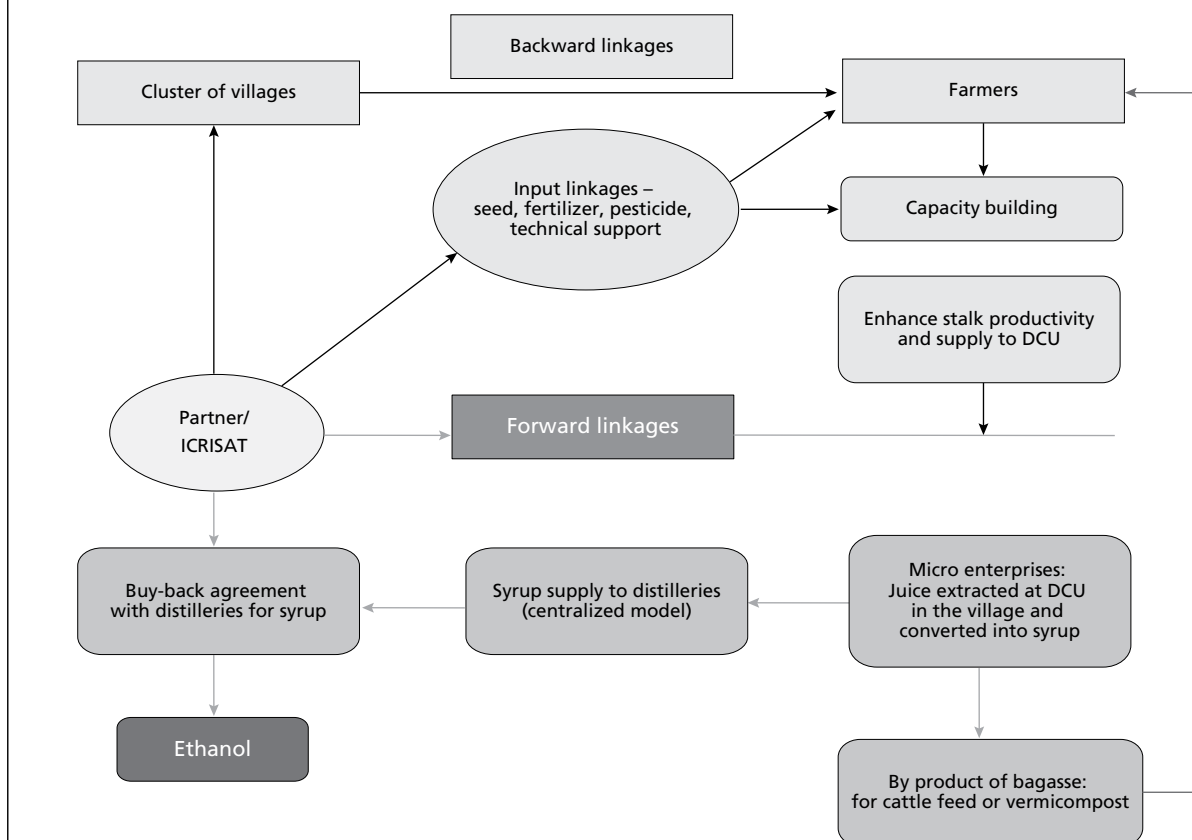 Backward linkages
Cluster of villages
Farmers
Input linkages –
seed, fertilizer, pesticide,
technical support
Capacity building
Enhance stalk productivity
and supply to DCU
Partner/
ICRISAT
Forward linkages
Buy-back agreement
with distilleries for syrup
Syrup supply to distilleries
(centralized model)
Micro enterprises:
Juice extracted at DCU
in the village and
converted into syrup
Ethanol
By product of bagasse:
for cattle feed or vermicompost